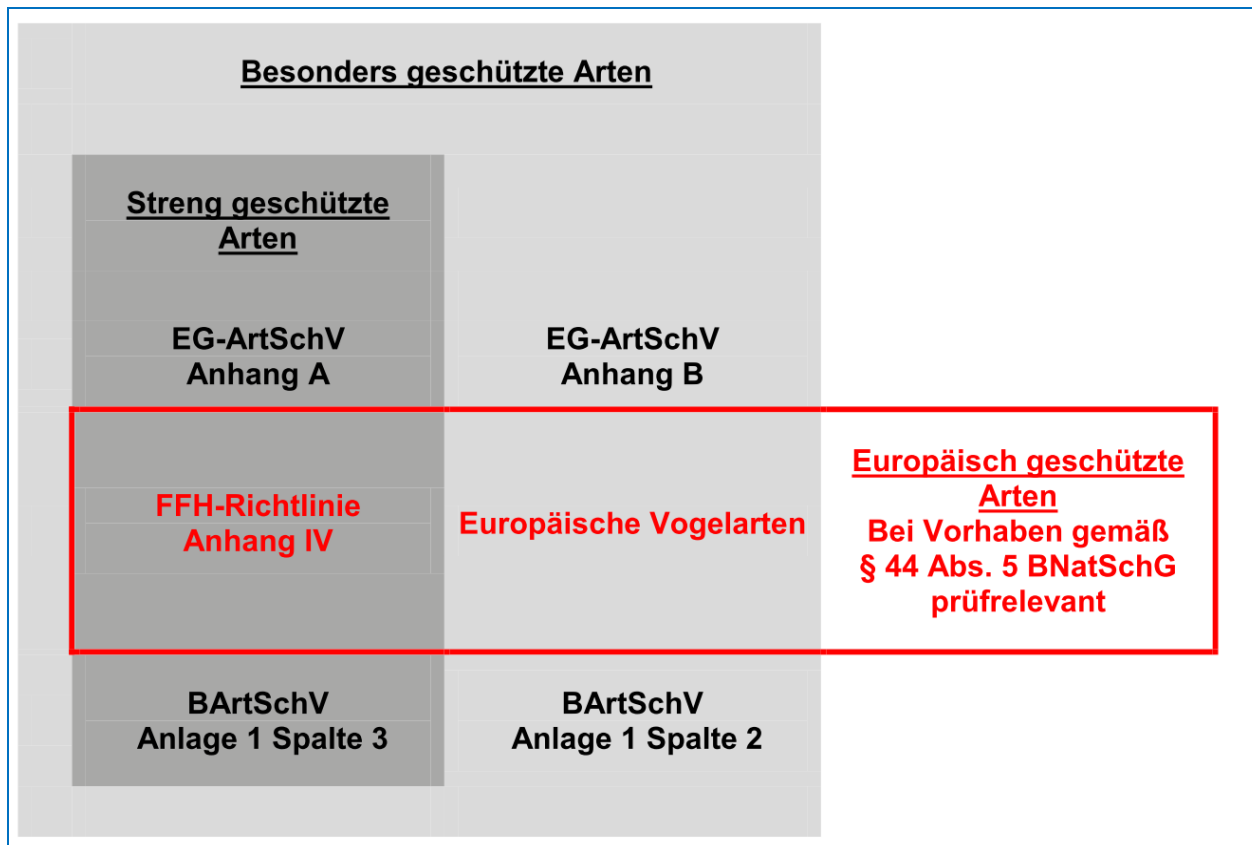 Besonders geschützte Arten
Streng geschützte
Arten
EG-ArtSchV
Anhang A
EG-ArtSchV
Anhang B
FFH-Richtlinie
Anhang IV
Europäische Vogelarten
Europäisch geschützte
Arten
Bei Vorhaben gemäß
§ 44 Abs. 5 BNatSchG
prüfrelevant
BArtSchV
Anlage 1 Spalte 3
BArtSchV
Anlage 1 Spalte 2